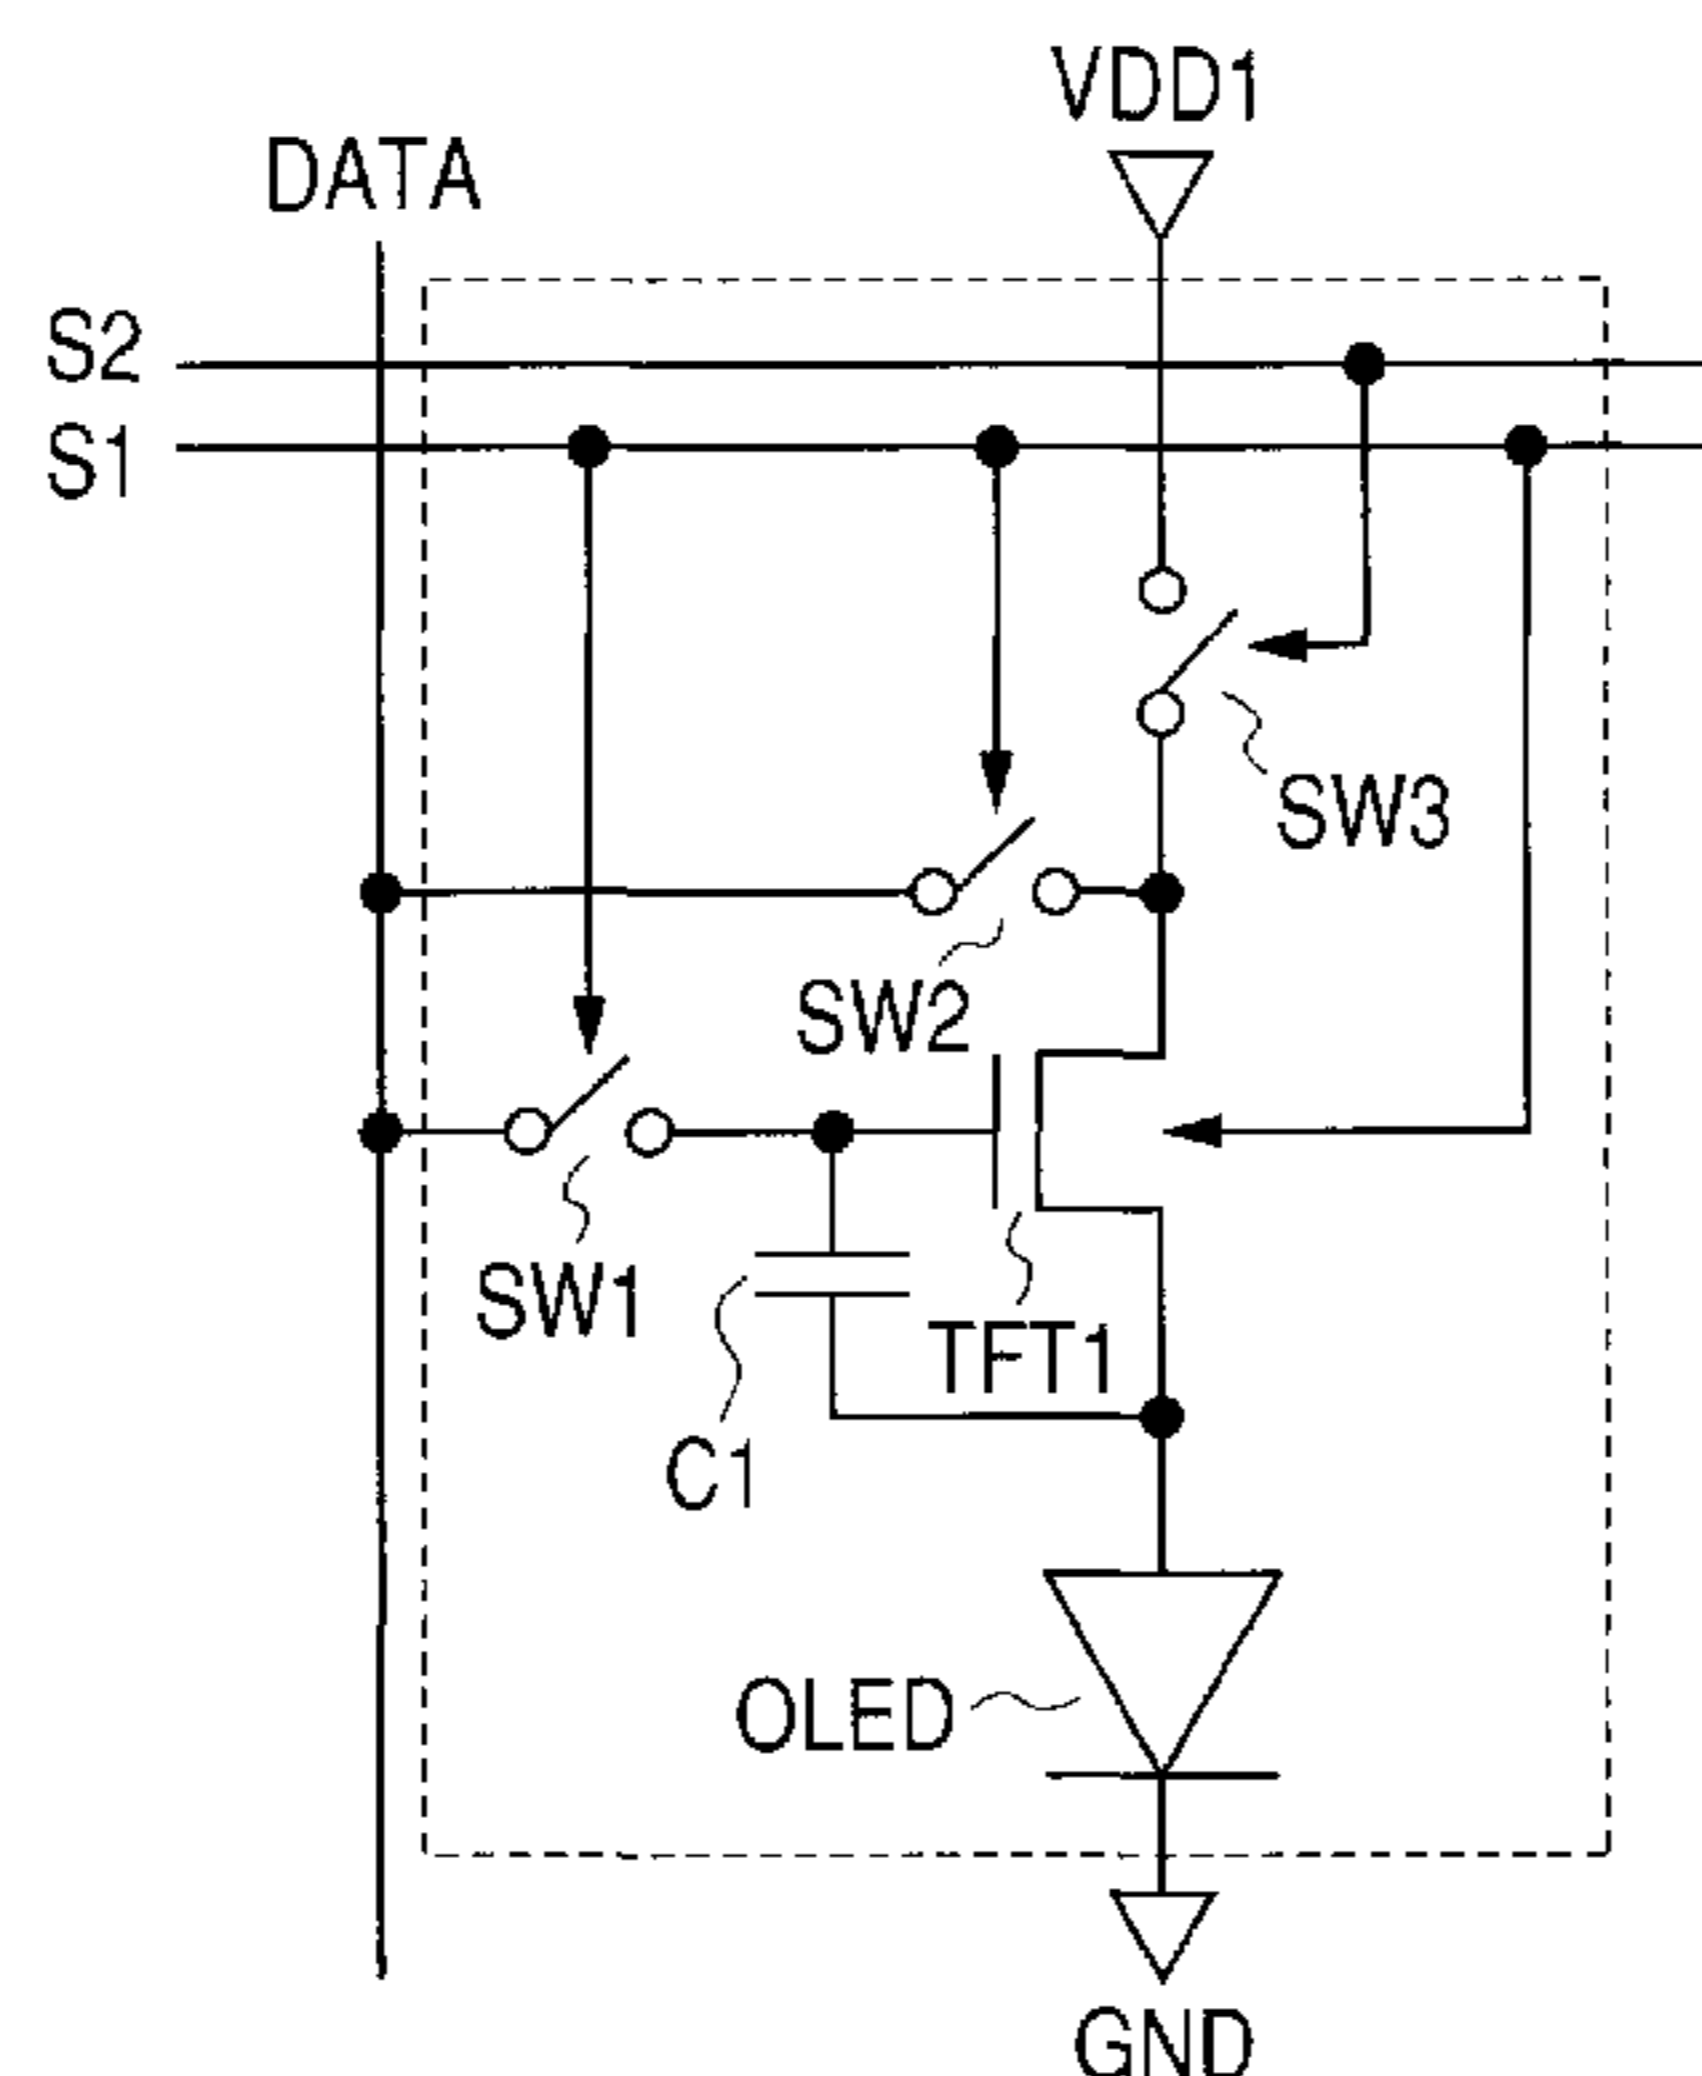 VDD1
DATA
S2
S1
SW3
SW2
SW1
TFT1
C1
OLED
GND